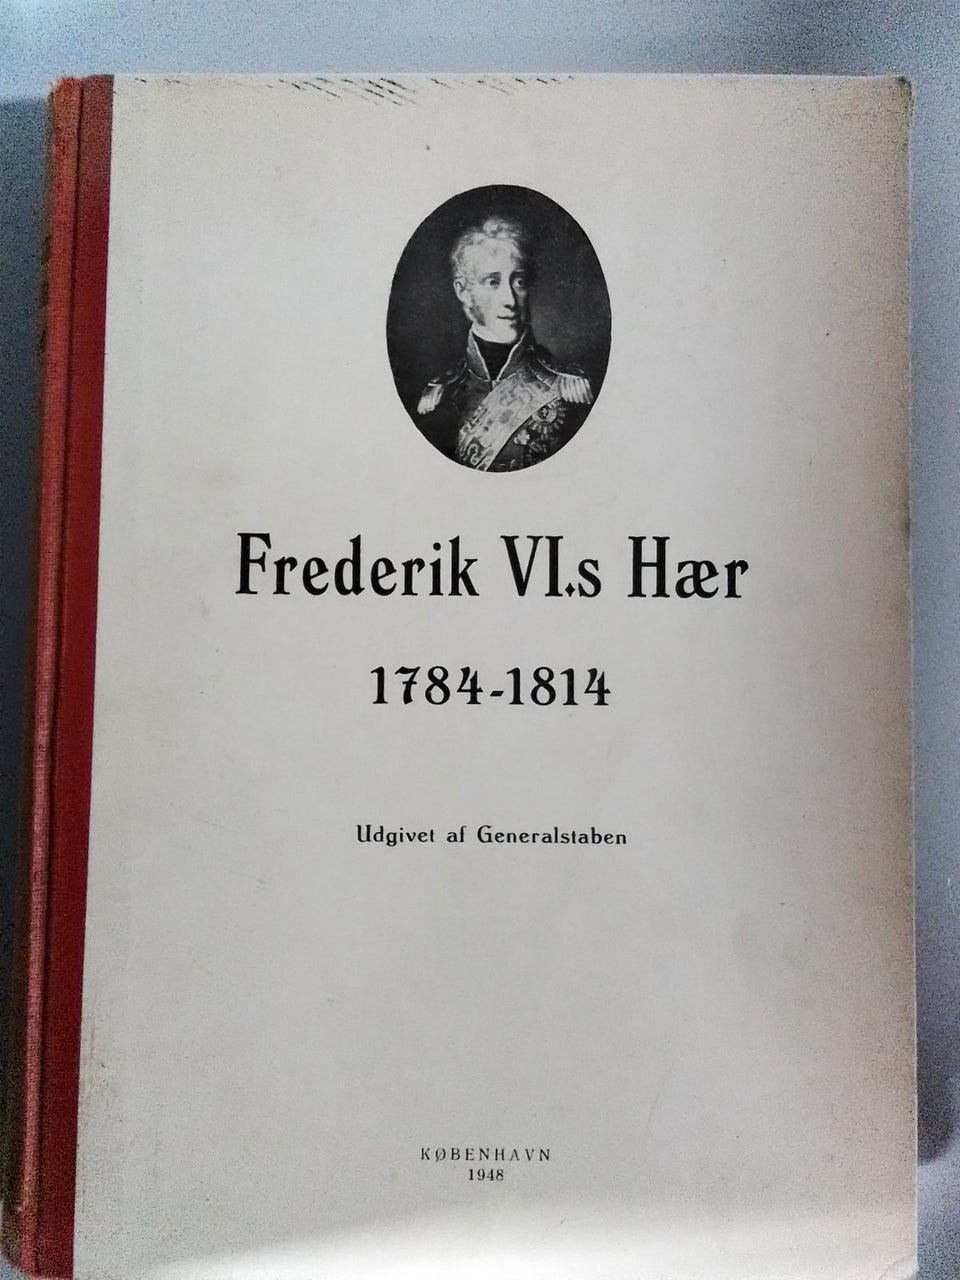 Frederik VI.s Hær
1784-1814
Udgivet af Generalstaben
KØBENHAVN
1948